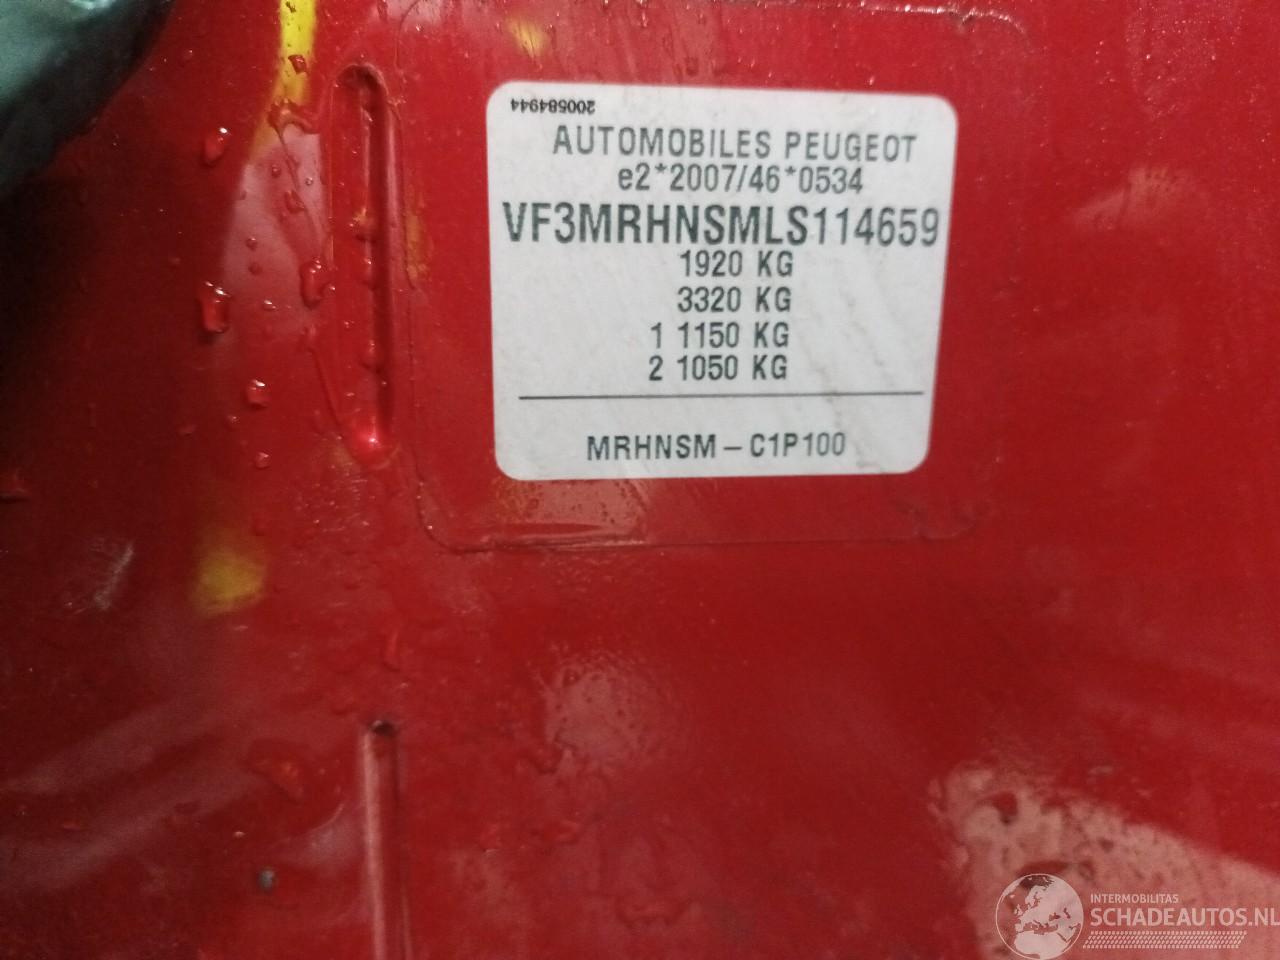 200584944
AUTOMOBILES PEUGEOT
e2*2007/46*0534
VF3MRHNSMLS114659
1920 KG
3320 KG
1 1150 KG
2 1050 KG
MRHNSM – C1P100
INTERMOBILITAS
SCHADEAUTOS.NL